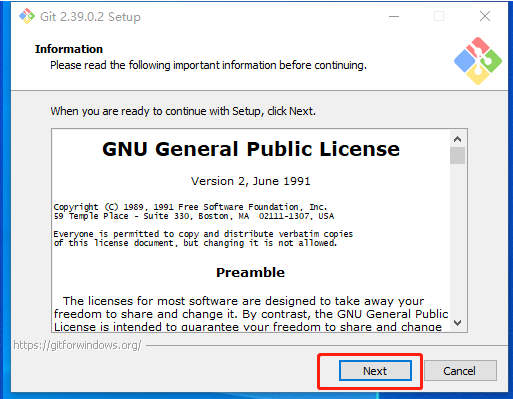 Git 2.39.0.2 Setup
Information
Please read the following important information before continuing.
When you are ready to continue with Setup, click Next.
GNU General Public License
Version 2, June 1991
Copyright (C) 1989, 1991 Free Software Foundation, Inc.
59 Temple Place - Suite 330, Boston, MA  02111-1307, USA
Everyone is permitted to copy and distribute verbatim copies
of this license document, but changing it is not allowed.
Preamble
The licenses for most software are designed to take away your
freedom to share and change it. By contrast, the GNU General Public
License is intended to guarantee your freedom to share and change
https://gitforwindows.org/
Next
Cancel